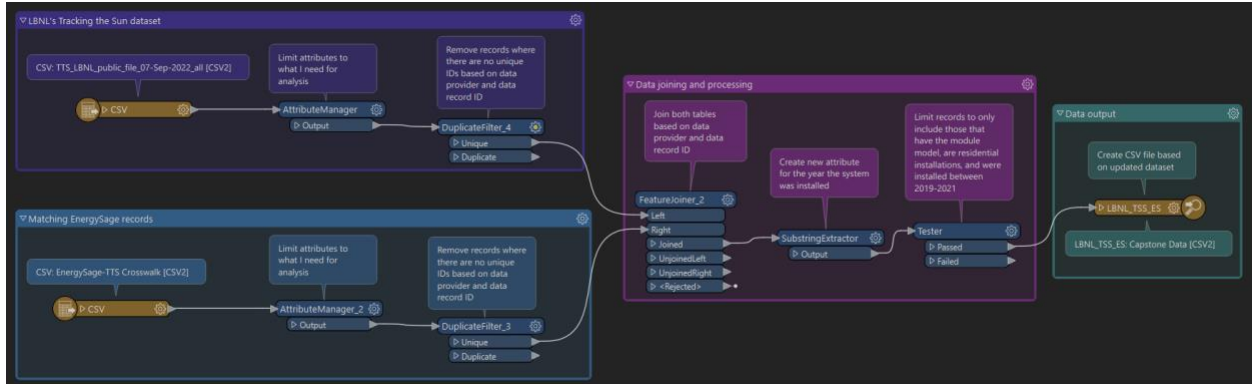 LBNL's Tracking the Sun dataset
CSV: TTS_LBNL_public_file_07-Sep-2022_all [CSV2]
CSV
Limit attributes to
what I need for
analysis
AttributeManager
Output
Remove records where
there are no unique
IDs based on data
provider and data
record ID
DuplicateFilter_4
Unique
Duplicate
Matching EnergySage records
CSV: EnergySage-TTS Crosswalk [CSV2]
CSV
Limit attributes to
what I need for
analysis
AttributeManager_2
Output
Remove records where
there are no unique
IDs based on data
provider and data
record ID
DuplicateFilter_3
Unique
Duplicate
Data joining and processing
Join both tables
based on data
provider and data
record ID
FeatureJoiner_2
Left
Right
Joined
UnjoinedLeft
UnjoinedRight
<Rejected>
Create new attribute
for the year the system
was installed
SubstringExtractor
Output
Limit records to only
include those that
have the module
model, are residential
installations, and were
installed between
2019-2021
Tester
Passed
Failed
Data output
Create CSV file based
on updated dataset
LBNL_TSS_ES
LBNL_TSS_ES: Capstone Data [CSV2]